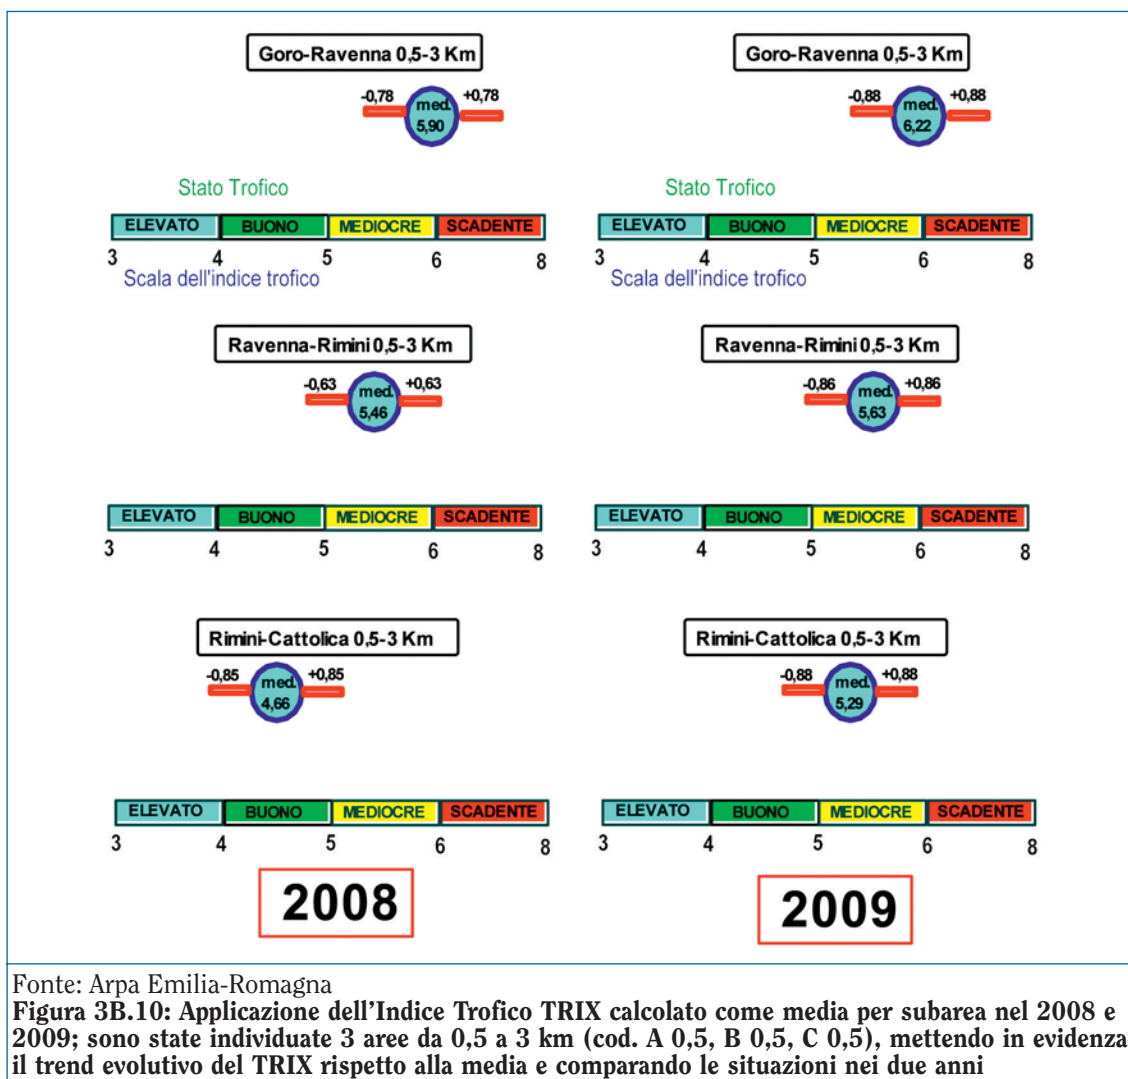 Goro-Ravenna 0,5-3 Km
Goro-Ravenna 0,5-3 Km
-0,78 med. 5,90 +0,78
-0,88 med. 6,22 +0,88
Stato Trofico
Stato Trofico
ELEVATO BUONO MEDIOCRE SCADENTE
ELEVATO BUONO MEDIOCRE SCADENTE
3 4 5 6 8
3 4 5 6 8
Scala dell'indice trofico
Scala dell'indice trofico
Ravenna-Rimini 0,5-3 Km
Ravenna-Rimini 0,5-3 Km
-0,63 med. 5,46 +0,63
-0,86 med. 5,63 +0,86
ELEVATO BUONO MEDIOCRE SCADENTE
ELEVATO BUONO MEDIOCRE SCADENTE
3 4 5 6 8
3 4 5 6 8
Rimini-Cattolica 0,5-3 Km
Rimini-Cattolica 0,5-3 Km
-0,85 med. 4,66 +0,85
-0,88 med. 5,29 +0,88
ELEVATO BUONO MEDIOCRE SCADENTE
ELEVATO BUONO MEDIOCRE SCADENTE
3 4 5 6 8
3 4 5 6 8
2008
2009
Fonte: Arpa Emilia-Romagna
Figura 3B.10: Applicazione dell'Indice Trofico TRIX calcolato come media per subarea nel 2008 e
2009; sono state individuate 3 aree da 0,5 a 3 km (cod. A 0,5, B 0,5, C 0,5), mettendo in evidenza
il trend evolutivo del TRIX rispetto alla media e comparando le situazioni nei due anni